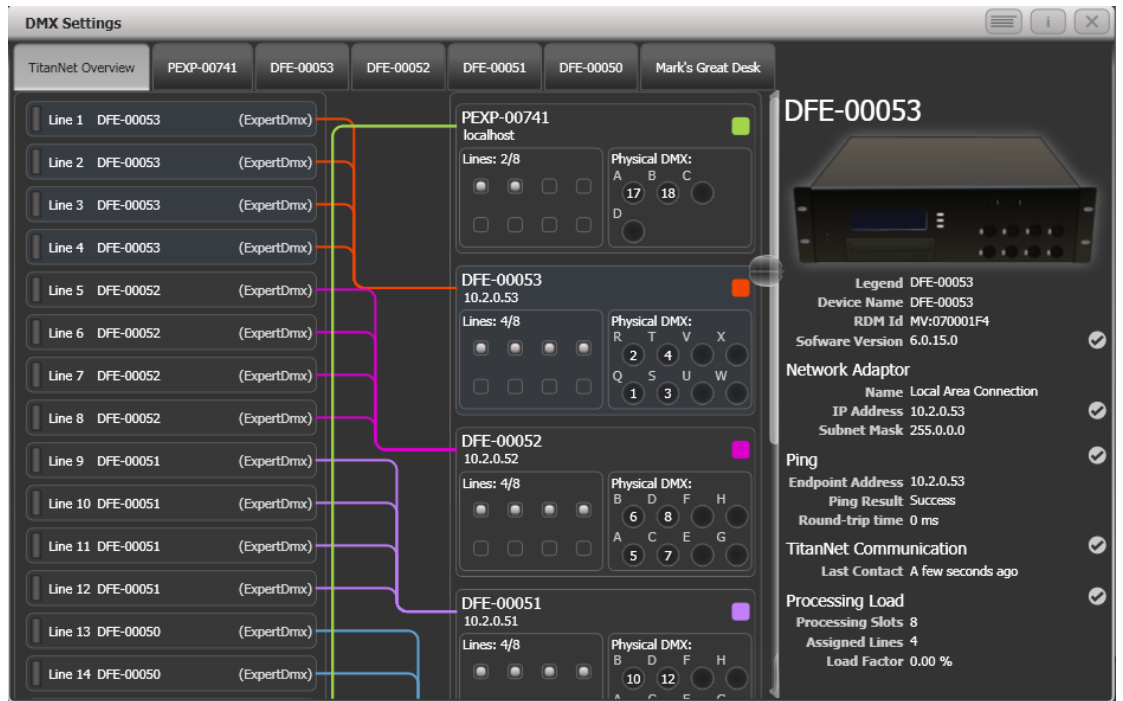 DMX Settings
i
TitanNet Overview
PEXP-00741
DFE-00053
DFE-00052
DFE-00051
DFE-00050
Mark's Great Desk
Line 1 DFE-00053 (ExpertDmx)
Line 2 DFE-00053 (ExpertDmx)
Line 3 DFE-00053 (ExpertDmx)
Line 4 DFE-00053 (ExpertDmx)
Line 5 DFE-00052 (ExpertDmx)
Line 6 DFE-00052 (ExpertDmx)
Line 7 DFE-00052 (ExpertDmx)
Line 8 DFE-00052 (ExpertDmx)
Line 9 DFE-00051 (ExpertDmx)
Line 10 DFE-00051 (ExpertDmx)
Line 11 DFE-00051 (ExpertDmx)
Line 12 DFE-00051 (ExpertDmx)
Line 13 DFE-00050 (ExpertDmx)
Line 14 DFE-00050 (ExpertDmx)
PEXP-00741
localhost
Lines: 2/8
Physical DMX:
A B C
17 18
D
DFE-00053
10.2.0.53
Lines: 4/8
Physical DMX:
R T V X
2 4
Q S U W
1 3
DFE-00052
10.2.0.52
Lines: 4/8
Physical DMX:
B D F H
6 8
A C E G
5 7
DFE-00051
10.2.0.51
Lines: 4/8
Physical DMX:
B D F H
10 12
A C E G
DFE-00053
Legend DFE-00053
Device Name DFE-00053
RDM Id MV:070001F4
Sofware Version 6.0.15.0
Network Adaptor
Name Local Area Connection
IP Address 10.2.0.53
Subnet Mask 255.0.0.0
Ping
Endpoint Address 10.2.0.53
Ping Result Success
Round-trip time 0 ms
TitanNet Communication
Last Contact A few seconds ago
Processing Load
Processing Slots 8
Assigned Lines 4
Load Factor 0.00 %